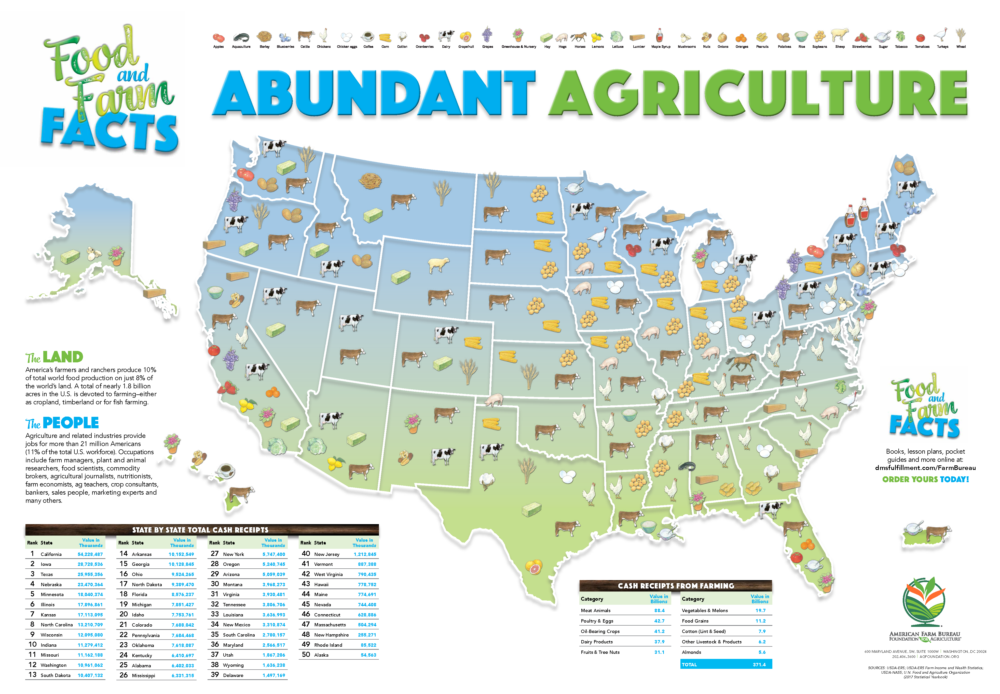 Food
and
Farm
FACTS
Apples Aquaculture Barley Blueberries Cattle Chickens Chicken eggs Coffee Corn Cotton Cranberries Dairy Grapefruit Grapes Greenhouse & Nursery Hay Hogs Horses Lemons Lettuce Lumber Maple Syrup Mushrooms Nuts Onions Oranges Peanuts Potatoes Rice Soybeans Sheep Strawberries Sugar Tobacco Tomatoes Turkeys Wheat
ABUNDANT AGRICULTURE
The LAND
America's farmers and ranchers produce 10%
of total world food production on just 8% of
the world's land. A total of nearly 1.8 billion
acres in the U.S. is devoted to farming–either
as cropland, timberland or for fish farming.
The PEOPLE
Agriculture and related industries provide
jobs for more than 21 million Americans
(11% of the total U.S. workforce). Occupations
include farm managers, plant and animal
researchers, food scientists, commodity
brokers, agricultural journalists, nutritionists,
farm economists, ag teachers, crop consultants,
bankers, sales people, marketing experts and
many others.
Food
and
Farm
FACTS
Books, lesson plans, pocket
guides and more online at:
dmsfulfillment.com/FarmBureau
ORDER YOURS TODAY!
STATE BY STATE TOTAL CASH RECEIPTS
Rank State Value in Thousands
1 California 54,228,487
2 Iowa 28,728,536
3 Texas 25,955,356
4 Nebraska 23,470,364
5 Minnesota 18,040,374
6 Illinois 17,896,861
7 Kansas 17,113,095
8 North Carolina 13,210,709
9 Wisconsin 12,095,080
10 Indiana 11,279,412
11 Missouri 11,162,188
12 Washington 10,961,062
13 South Dakota 10,407,132
Rank State Value in Thousands
14 Arkansas 10,152,549
15 Georgia 10,128,845
16 Ohio 9,524,265
17 North Dakota 9,389,470
18 Florida 8,576,237
19 Michigan 7,851,427
20 Idaho 7,753,761
21 Colorado 7,688,042
22 Pennsylvania 7,684,468
23 Oklahoma 7,618,087
24 Kentucky 6,410,697
25 Alabama 6,402,033
26 Mississippi 6,331,315
Rank State Value in Thousands
27 New York 5,747,400
28 Oregon 5,240,745
29 Arizona 5,059,039
30 Montana 3,968,273
31 Virginia 3,930,481
32 Tennessee 3,806,706
33 Louisiana 3,636,993
34 New Mexico 3,310,874
35 South Carolina 2,780,157
36 Maryland 2,566,517
37 Utah 1,867,206
38 Wyoming 1,636,238
39 Delaware 1,497,169
Rank State Value in Thousands
40 New Jersey 1,212,845
41 Vermont 887,388
42 West Virginia 790,435
43 Hawaii 778,752
44 Maine 774,691
45 Nevada 744,408
46 Connecticut 628,886
47 Massachusetts 504,294
48 New Hampshire 255,271
49 Rhode Island 85,522
50 Alaska 54,563
CASH RECEIPTS FROM FARMING
Category Value in Billions
Meat Animals 88.4
Poultry & Eggs 42.7
Oil-Bearing Crops 41.2
Dairy Products 37.9
Fruits & Tree Nuts 31.1
Category Value in Billions
Vegetables & Melons 19.7
Food Grains 11.2
Cotton (Lint & Seed) 7.9
Other Livestock & Products 6.2
Almonds 5.6
TOTAL 371.4
AMERICAN FARM BUREAU
FOUNDATION FOR AGRICULTURE®
600 MARYLAND AVENUE, SW, SUITE 1000W | WASHINGTON, DC 20024
202.406.3600 | AGFOUNDATION.ORG
SOURCES: USDA-ERS; USDA-ERS Farm Income and Wealth Statistics;
USDA-NASS; U.N. Food and Agriculture Organization
(2017 Statistical Yearbook)